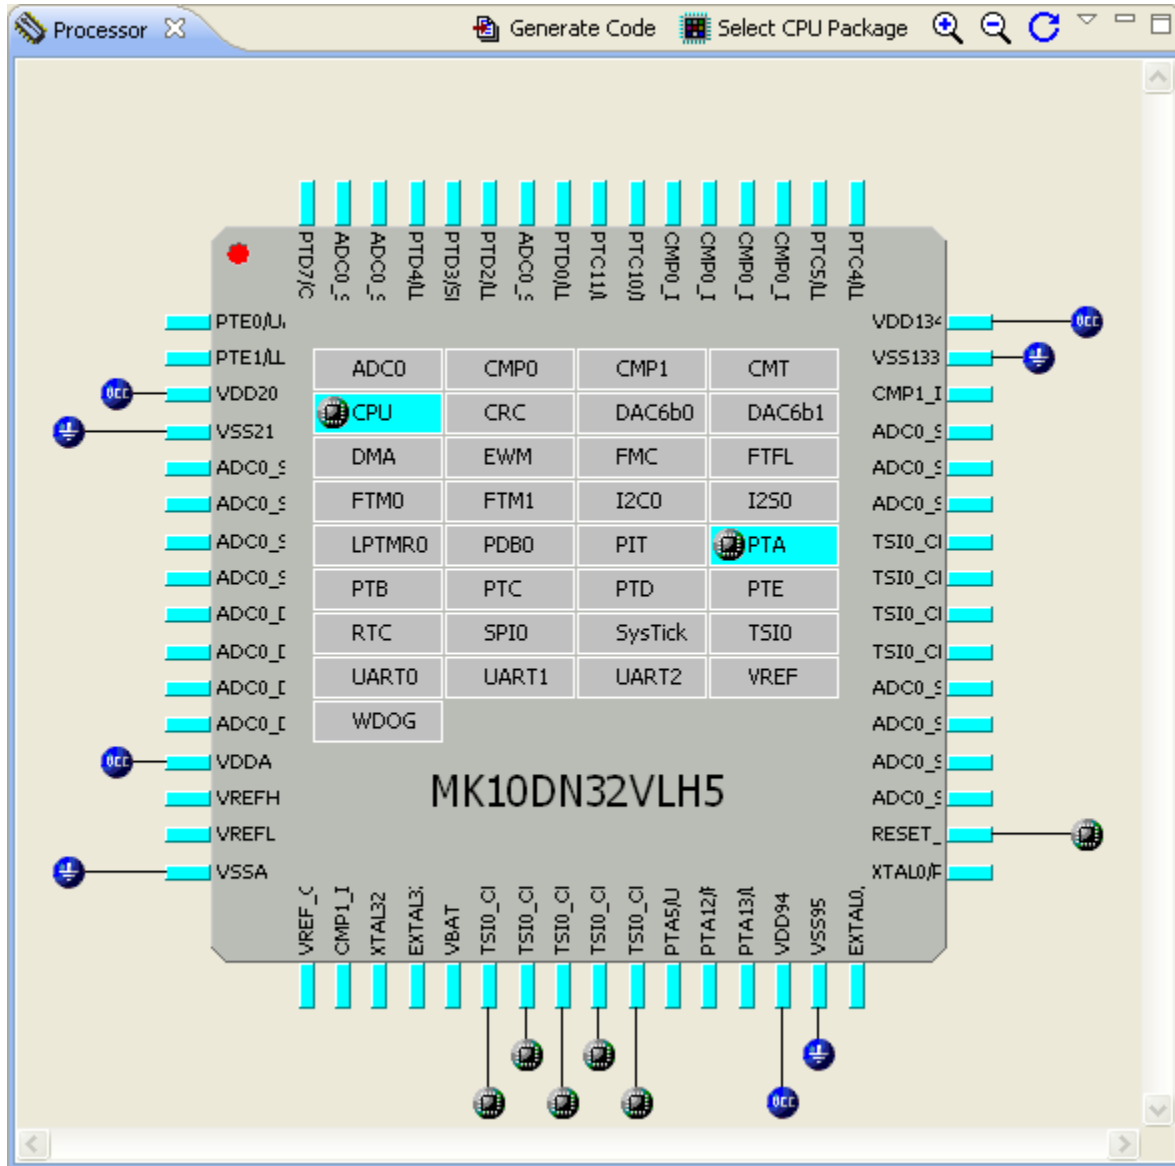 Processor Generate Code Select CPU Package
PTD7/C ADC0_S ADC0_S PTD4/LL PTD3/SI PTD2/LL ADC0_S PTD0/LL PTC11/ PTC10/ CMP0_I CMP0_I CMP0_I CMP0_I PTC5/LL PTC4/LL
PTE0/U
PTE1/LL
VDD20
VSS21
ADC0_S
ADC0_S
ADC0_S
ADC0_S
ADC0_D
ADC0_D
ADC0_D
ADC0_D
VDDA
VREFH
VREFL
VSSA
ADC0 CMP0 CMP1 CMT
CPU CRC DAC6b0 DAC6b1
DMA EWM FMC FTFL
FTM0 FTM1 I2C0 I2S0
LPTMR0 PDB0 PIT PTA
PTB PTC PTD PTE
RTC SPI0 SysTick TSI0
UART0 UART1 UART2 VREF
WDOG
MK10DN32VLH5
VDD134
VSS133
CMP1_I
ADC0_S
ADC0_S
ADC0_S
TSI0_CI
TSI0_CI
TSI0_CI
TSI0_CI
ADC0_S
ADC0_S
ADC0_S
ADC0_S
RESET_
XTAL0/F
VREF_O CMP1_I XTAL32 EXTAL3 VBAT TSI0_CI TSI0_CI TSI0_CI TSI0_CI TSI0_CI PTA5/U PTA12/ PTA13/ VDD94 VSS95 EXTAL0
VCC
VCC
VCC
VCC